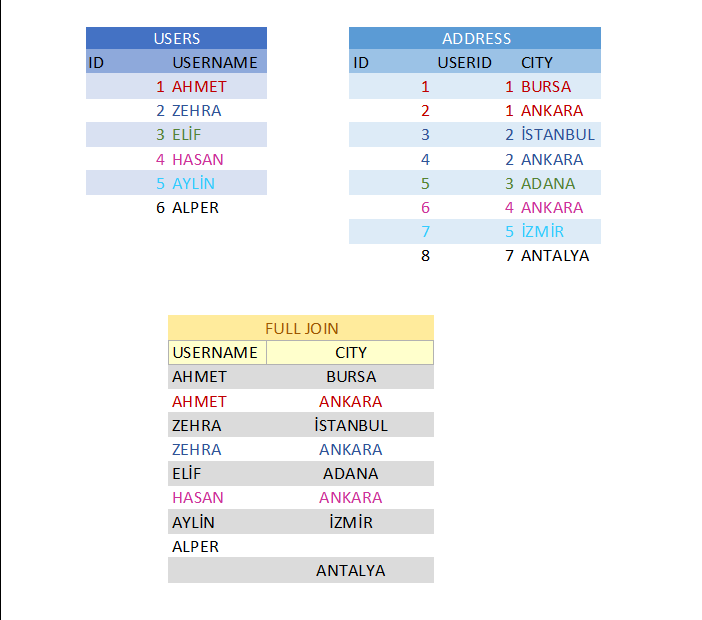 USERS
ID USERNAME
1 AHMET
2 ZEHRA
3 ELİF
4 HASAN
5 AYLİN
6 ALPER
ADDRESS
ID USERID CITY
1 1 BURSA
2 1 ANKARA
3 2 İSTANBUL
4 2 ANKARA
5 3 ADANA
6 4 ANKARA
7 5 İZMİR
8 7 ANTALYA
FULL JOIN
USERNAME CITY
AHMET BURSA
AHMET ANKARA
ZEHRA İSTANBUL
ZEHRA ANKARA
ELİF ADANA
HASAN ANKARA
AYLİN İZMİR
ALPER
ANTALYA